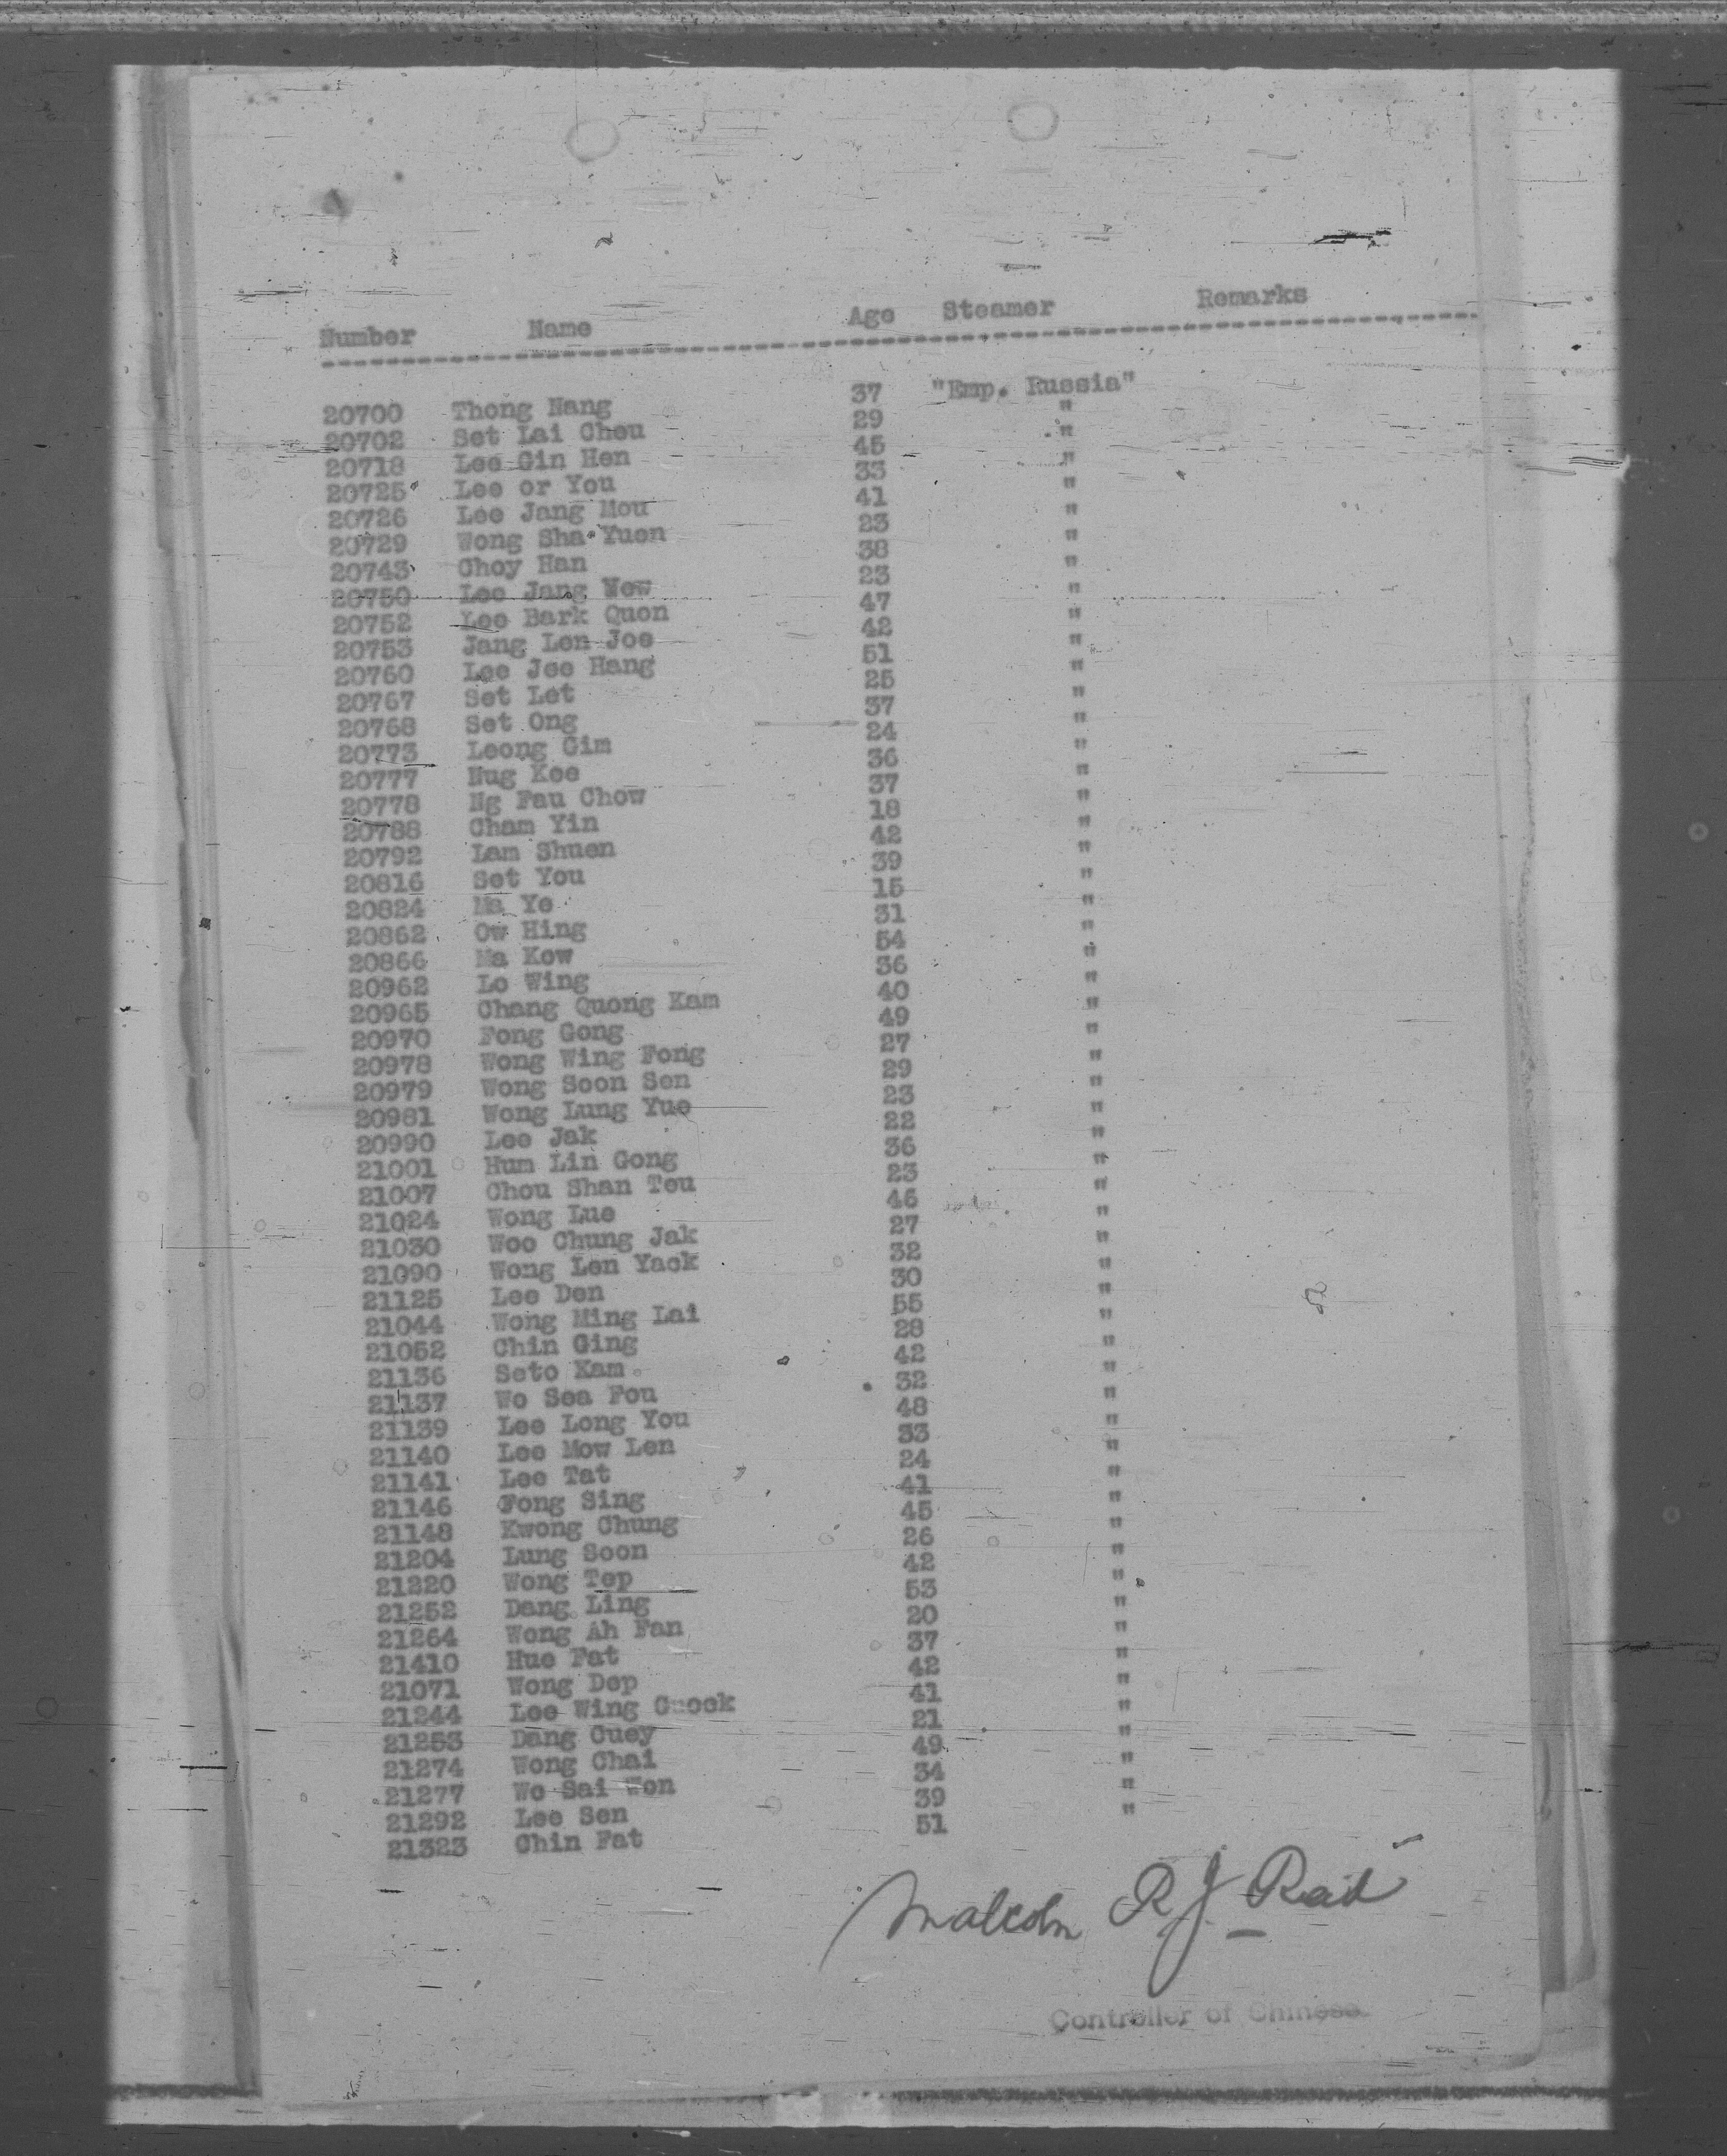 Number Name Age Steamer Remarks
20700 Thong Nang 37 "Emp. Russia"
20702 Set Lai Chou 29 "
20718 Lee Gin Hen 45 "
20725 Lee or You 33 "
20726 Lee Jang Mou 41 "
20729 Wong Sha Yuen 23 "
20743 Choy Han 38 "
20750 Lee Jang New 23 "
20752 Lee Bark Quon 47 "
20753 Jang Len Joe 42 "
20760 Lee Jee Hang 51 "
20767 Set Let 25 "
20768 Set Ong 37 "
20773 Leong Gim 24 "
20777 Hug Kee 36 "
20778 Ng Fau Chow 37 "
20788 Cham Yin 18 "
20792 Lam Shuen 42 "
20816 Set You 39 "
20824 Ma Ye 15 "
20862 Ow Hing 31 "
20866 Ma Kow 54 "
20962 Lo Wing 36 "
20965 Chang Quong Kam 40 "
20970 Fong Gong 49 "
20978 Wong Wing Fong 27 "
20979 Wong Soon Sen 29 "
20981 Wong Lung Yue 23 "
20990 Lee Jak 22 "
21001 Hum Lin Gong 36 "
21007 Chou Shan Tou 23 "
21024 Wong Lue 46 "
21030 Woo Chung Jak 27 "
21090 Wong Len Yack 32 "
21125 Lee Den 30 "
21044 Wong Ming Lai 55 "
21052 Chin Ging 28 "
21136 Seto Kam 42 "
21137 Wo Sea Fou 32 "
21139 Lee Long You 48 "
21140 Lee Mow Len 33 "
21141 Lee Tat 24 "
21146 Fong Sing 41 "
21148 Kwong Chung 45 "
21204 Lung Soon 26 "
21220 Wong Tep 42 "
21252 Dang Ling 53 "
21264 Wong Ah Fan 20 "
21410 Hue Fat 37 "
21071 Wong Dep 42 "
21244 Lee Wing 41 "
21253 Dang Cuey 21 "
21274 Wong Chai 49 "
21277 Wo Sai Won 34 "
21292 Lee Sen 39 "
21323 Chin Fat 51 "
Malcolm R J Reid
Controller of Chinese.